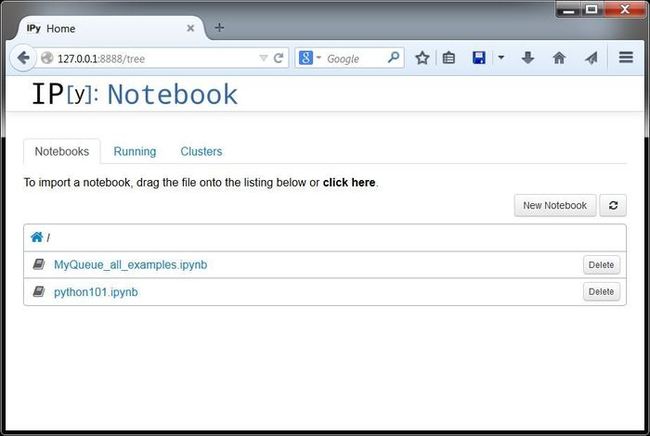 IPy Home
127.0.0.1:8888/tree
8 Google
IP[y]: Notebook
Notebooks Running Clusters
To import a notebook, drag the file onto the listing below or click here.
New Notebook
/
MyQueue_all_examples.ipynb Delete
python101.ipynb Delete